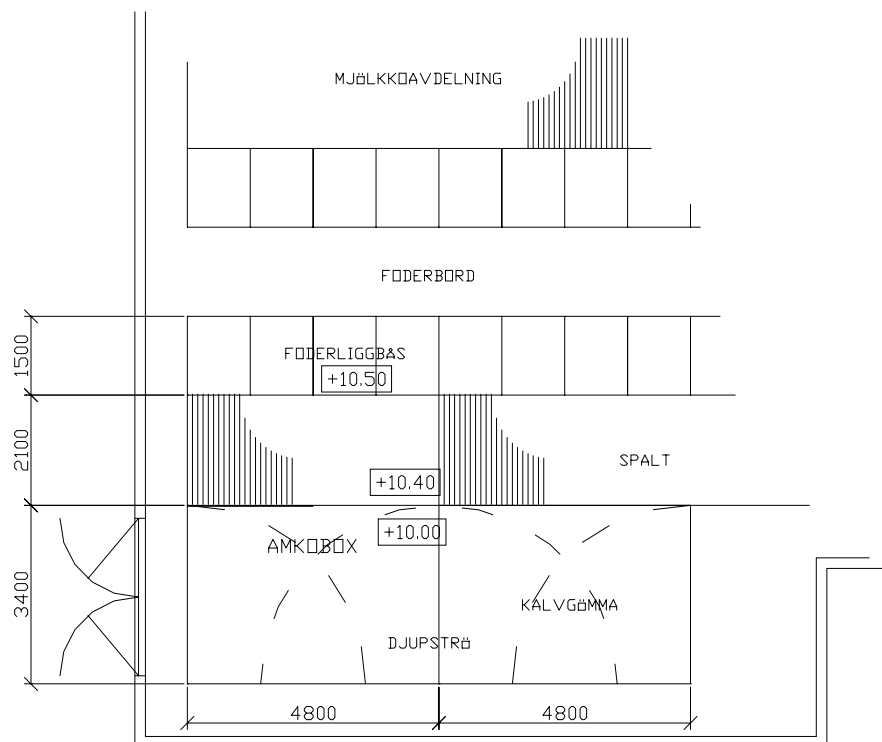 MJÖLKKOAVDELNING
FODERBORD
FODERLIGGBÅS
+10.50
1500
2100
SPALT
+10.40
+10.00
AMKOBOX
3400
KALVGÖMMA
DJUPSTRÖ
4800
4800